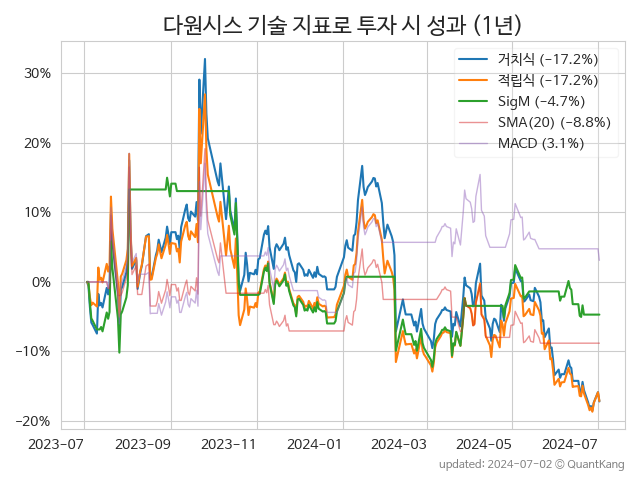 다원시스 기술 지표로 투자 시 성과 (1년)
거치식 (−17.2%)
적립식 (−17.2%)
SigM (−4.7%)
SMA(20) (−8.8%)
MACD (3.1%)
30%
20%
10%
0%
−10%
−20%
2023-07 2023-09 2023-11 2024-01 2024-03 2024-05 2024-07
updated: 2024-07-02 © QuantKang